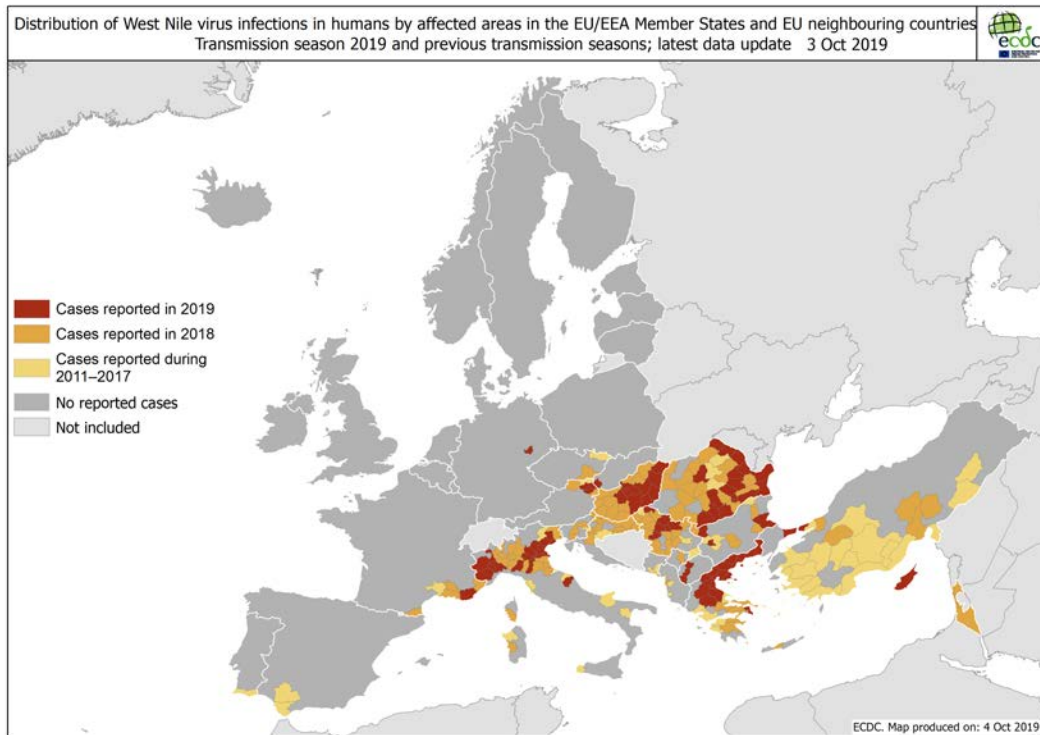 Distribution of West Nile virus infections in humans by affected areas in the EU/EEA Member States and EU neighbouring countries
Transmission season 2019 and previous transmission seasons; latest data update 3 Oct 2019
ecdc
Cases reported in 2019
Cases reported in 2018
Cases reported during
2011–2017
No reported cases
Not included
ECDC. Map produced on: 4 Oct 2019